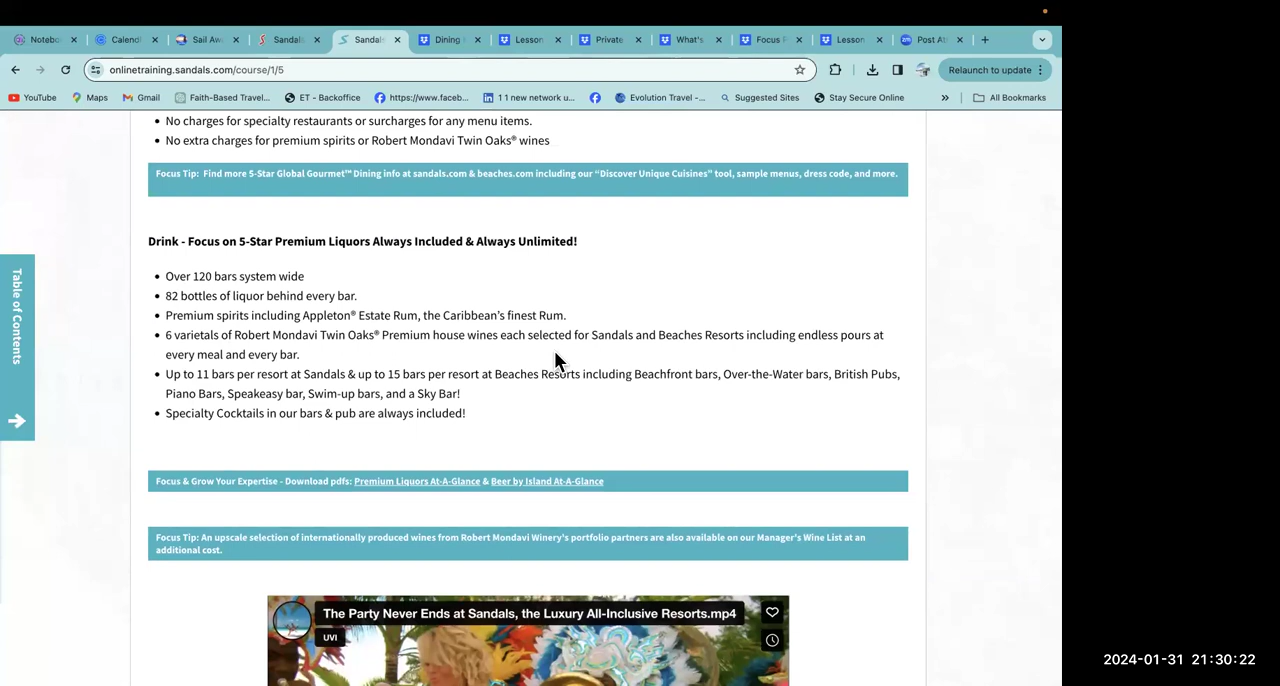 Notebo
Calend
Sail Aw
Sandals
Sandals
Dining
Lesson
Private
What's
Focus F
Lesson
Post At
onlinetraining.sandals.com/course/1/5
Relaunch to update
YouTube
Maps
Gmail
Faith-Based Travel...
ET - Backoffice
https://www.faceb...
1 1 new network u...
Evolution Travel -...
Suggested Sites
Stay Secure Online
»
All Bookmarks
• No charges for specialty restaurants or surcharges for any menu items.
• No extra charges for premium spirits or Robert Mondavi Twin Oaks® wines
Focus Tip: Find more 5-Star Global Gourmet™ Dining info at sandals.com & beaches.com including our “Discover Unique Cuisines” tool, sample menus, dress code, and more.
Drink - Focus on 5-Star Premium Liquors Always Included & Always Unlimited!
• Over 120 bars system wide
• 82 bottles of liquor behind every bar.
• Premium spirits including Appleton® Estate Rum, the Caribbean’s finest Rum.
• 6 varietals of Robert Mondavi Twin Oaks® Premium house wines each selected for Sandals and Beaches Resorts including endless pours at
every meal and every bar.
• Up to 11 bars per resort at Sandals & up to 15 bars per resort at Beaches Resorts including Beachfront bars, Over-the-Water bars, British Pubs,
Piano Bars, Speakeasy bar, Swim-up bars, and a Sky Bar!
• Specialty Cocktails in our bars & pub are always included!
Table of Contents
Focus & Grow Your Expertise - Download pdfs: Premium Liquors At-A-Glance & Beer by Island At-A-Glance
Focus Tip: An upscale selection of internationally produced wines from Robert Mondavi Winery's portfolio partners are also available on our Manager's Wine List at an
additional cost.
The Party Never Ends at Sandals, the Luxury All-Inclusive Resorts.mp4
UVI
2024-01-31 21:30:22